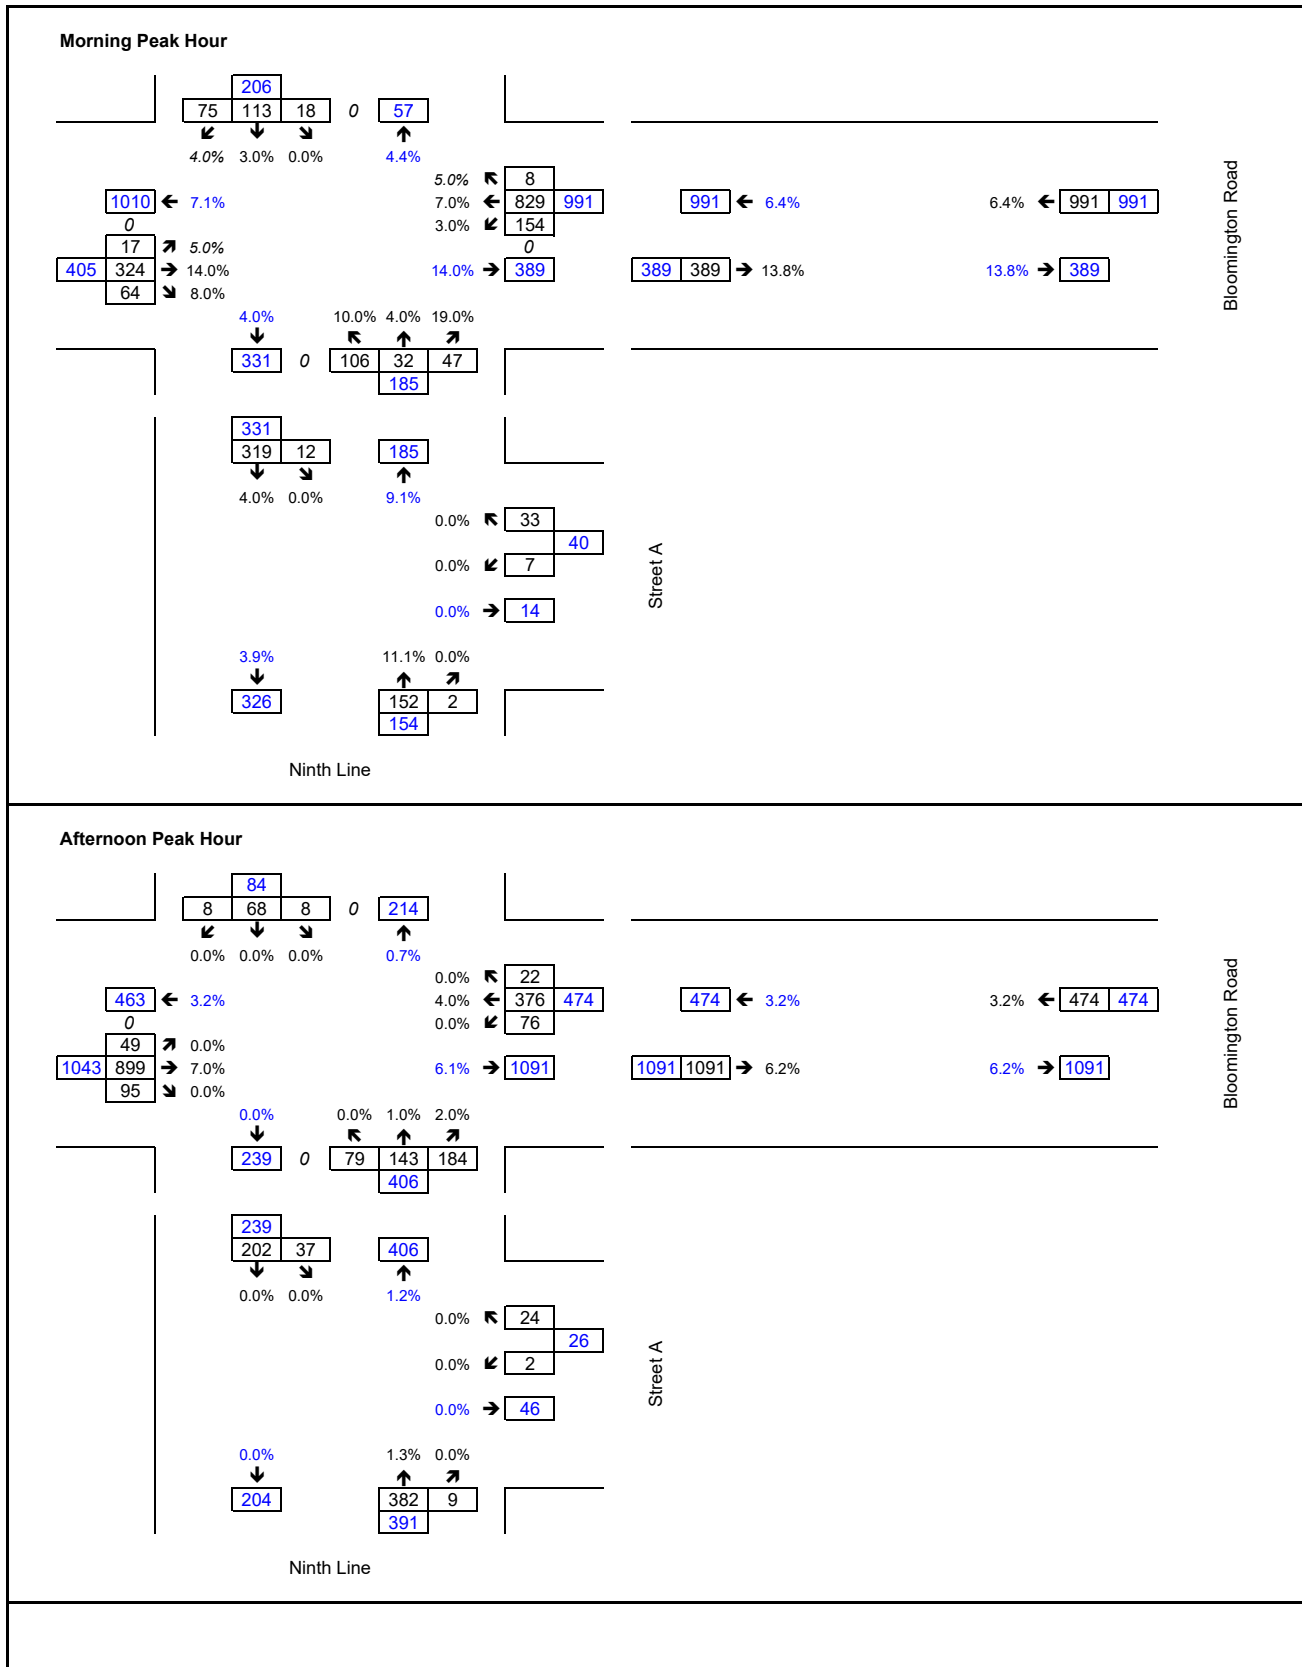 Morning Peak Hour
206
75 113 18 0 57
4.0% 3.0% 0.0% 4.4%
5.0% 8
1010 7.1% 7.0% 829 991 991 6.4% 6.4% 991 991
3.0% 154
0 0
17 5.0%
405 324 14.0% 14.0% 389 389 389 13.8% 13.8% 389
64 8.0%
Bloomington Road
4.0% 10.0% 4.0% 19.0%
331 0 106 32 47
185
331
319 12 185
4.0% 0.0% 9.1%
0.0% 33
40
0.0% 7
Street A
0.0% 14
3.9% 11.1% 0.0%
326 152 2
154
Ninth Line
Afternoon Peak Hour
84
8 68 8 0 214
0.0% 0.0% 0.0% 0.7%
0.0% 22
463 3.2% 4.0% 376 474 474 3.2% 3.2% 474 474
0 0.0% 76
49 0.0%
1043 899 7.0% 6.1% 1091 1091 1091 6.2% 6.2% 1091
95 0.0%
Bloomington Road
0.0% 0.0% 1.0% 2.0%
239 0 79 143 184
406
239
202 37 406
0.0% 0.0% 1.2%
0.0% 24
26
0.0% 2
Street A
0.0% 46
0.0% 1.3% 0.0%
204 382 9
391
Ninth Line